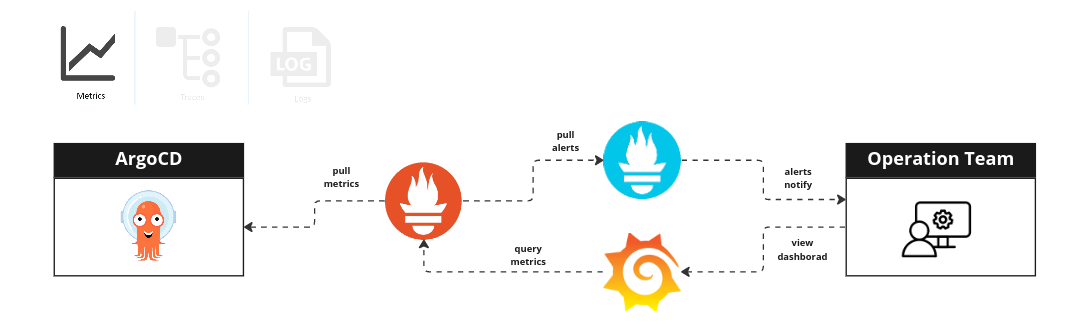 Metrics
Traces
LOG
Logs
ArgoCD
pull
metrics
pull
alerts
alerts
notify
Operation Team
query
metrics
view
dashborad